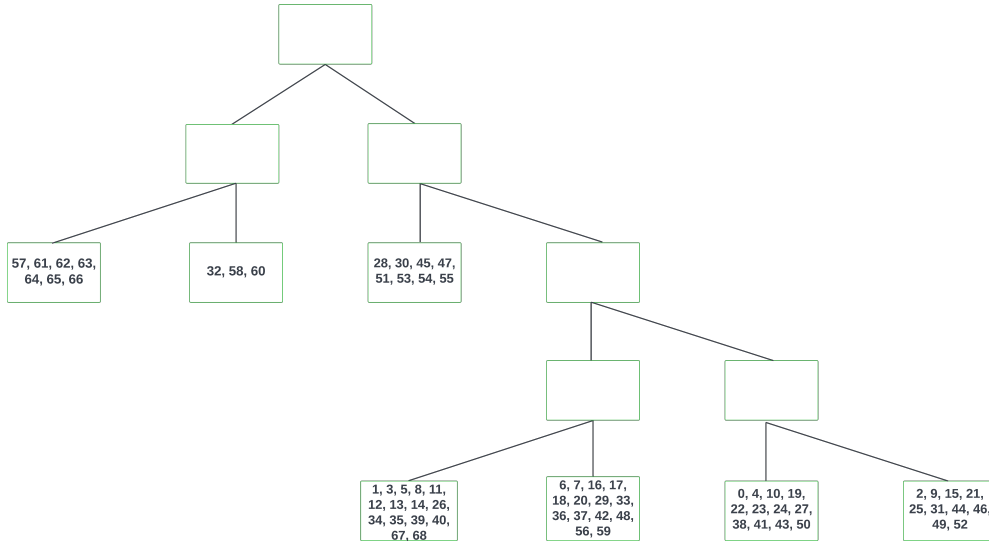 57, 61, 62, 63,
64, 65, 66
32, 58, 60
28, 30, 45, 47,
51, 53, 54, 55
1, 3, 5, 8, 11,
12, 13, 14, 26,
34, 35, 39, 40,
67, 68
6, 7, 16, 17,
18, 20, 29, 33,
36, 37, 42, 48,
56, 59
0, 4, 10, 19,
22, 23, 24, 27,
38, 41, 43, 50
2, 9, 15, 21,
25, 31, 44, 46,
49, 52